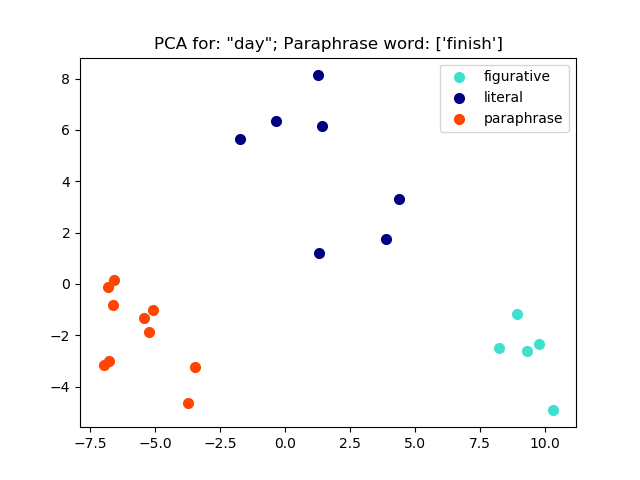 PCA for: "day"; Paraphrase word: ['finish']
figurative
literal
paraphrase
8
6
4
2
0
−2
−4
−7.5 −5.0 −2.5 0.0 2.5 5.0 7.5 10.0